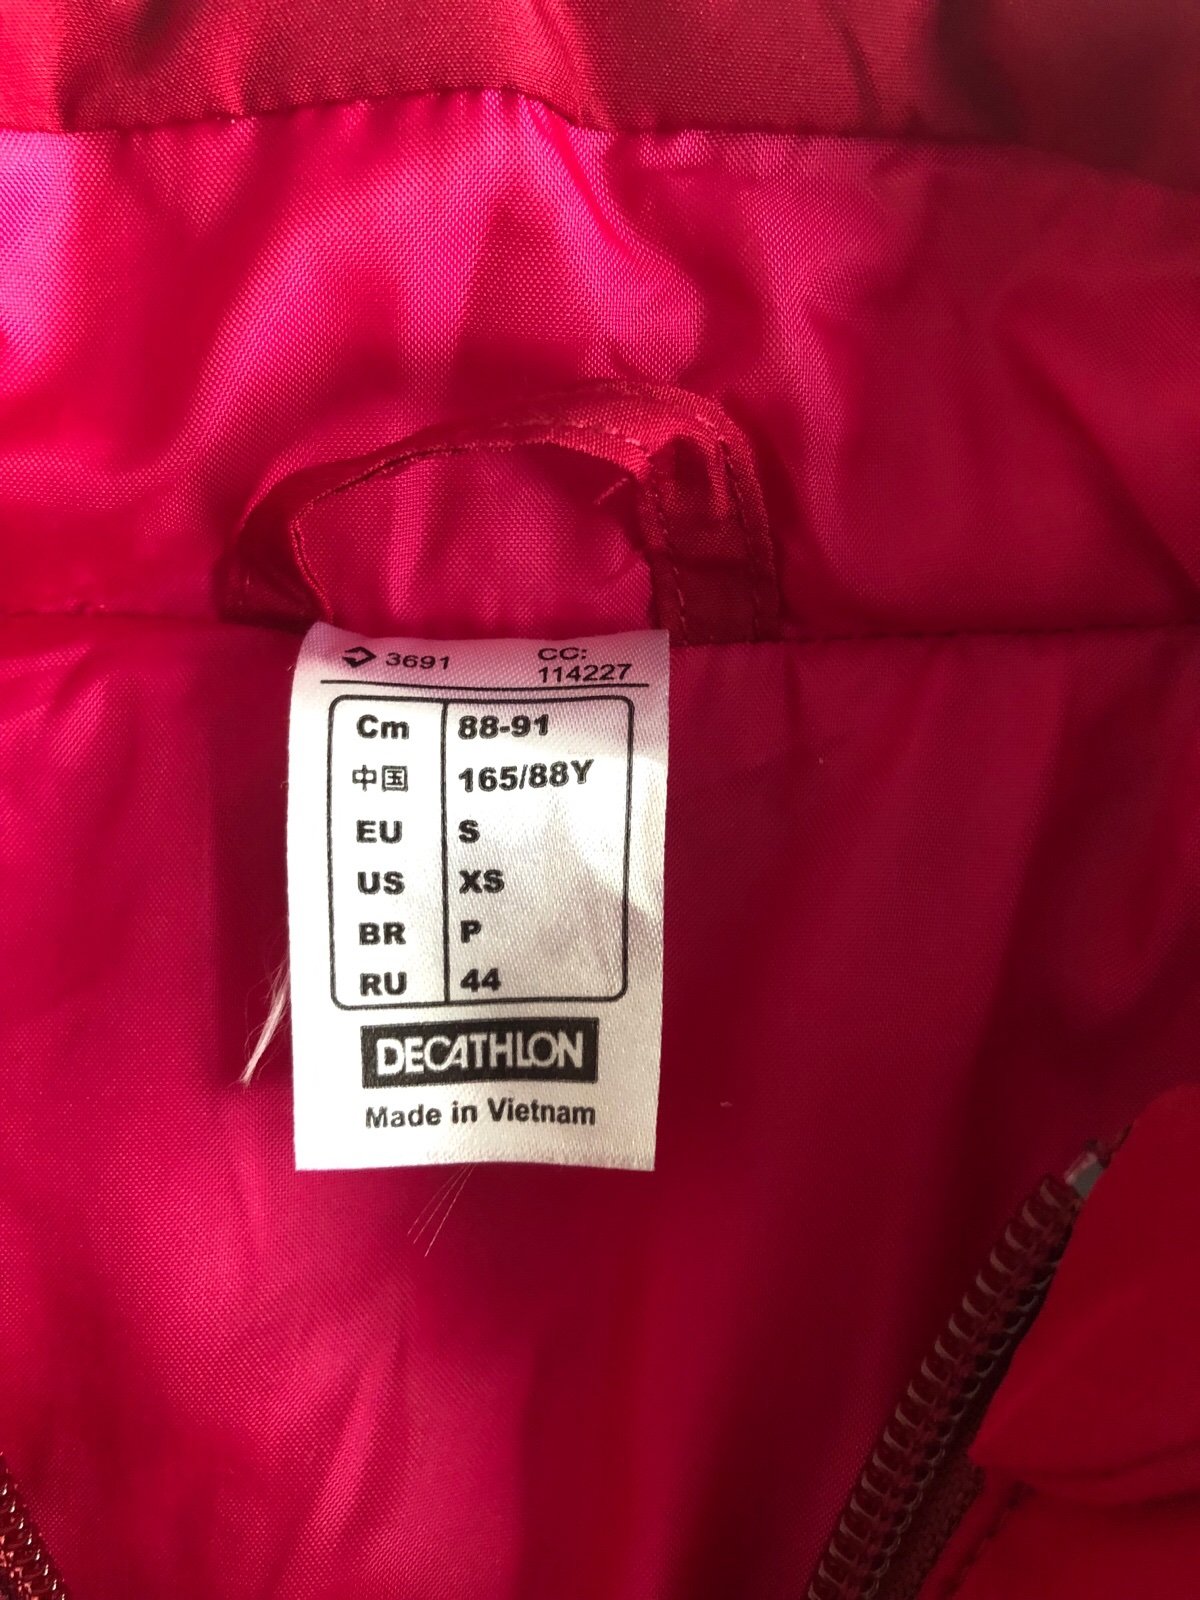 3691 CC:
114227
Cm 88-91
中国 165/88Y
EU S
US XS
BR P
RU 44
DECATHLON
Made in Vietnam